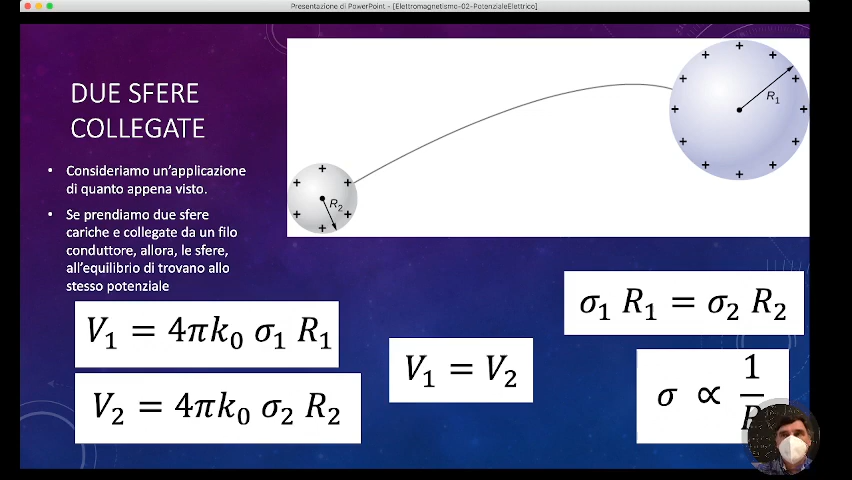 Presentazione di PowerPoint - [Elettromagnetismo-02-PotenzialeElettrico]
DUE SFERE
COLLEGATE
• Consideriamo un'applicazione
di quanto appena visto.
• Se prendiamo due sfere
cariche e collegate da un filo
conduttore, allora, le sfere,
all'equilibrio di trovano allo
stesso potenziale
R₁
R₂
V₁ = 4πk₀ σ₁ R₁
V₂ = 4πk₀ σ₂ R₂
V₁ = V₂
σ₁ R₁ = σ₂ R₂
σ ∝ 1/R